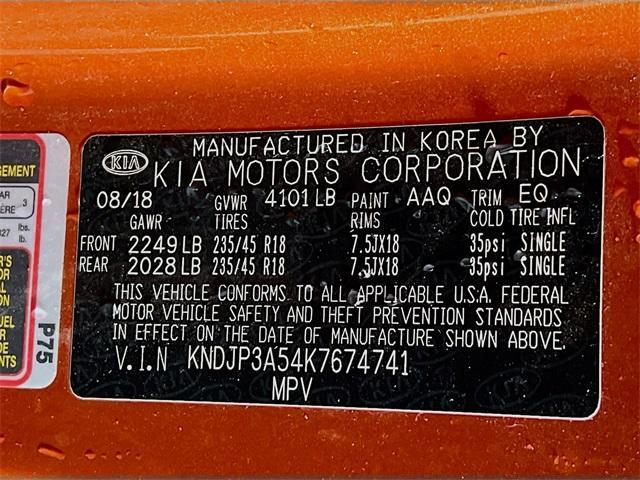 MANUFACTURED IN KOREA BY
KIA KIA MOTORS CORPORATION
08/18 GVWR 4101 LB PAINT AAQ TRIM EQ
GAWR TIRES RIMS COLD TIRE INFL
FRONT 2249 LB 235/45 R18 7.5JX18 35psi SINGLE
REAR 2028 LB 235/45 R18 7.5JX18 35psi SINGLE
THIS VEHICLE CONFORMS TO ALL APPLICABLE U.S.A. FEDERAL
MOTOR VEHICLE SAFETY AND THEFT PREVENTION STANDARDS
IN EFFECT ON THE DATE OF MANUFACTURE SHOWN ABOVE.
V.I.N KNDJP3A54K7674741
MPV
P75
3
lbs.
lb.